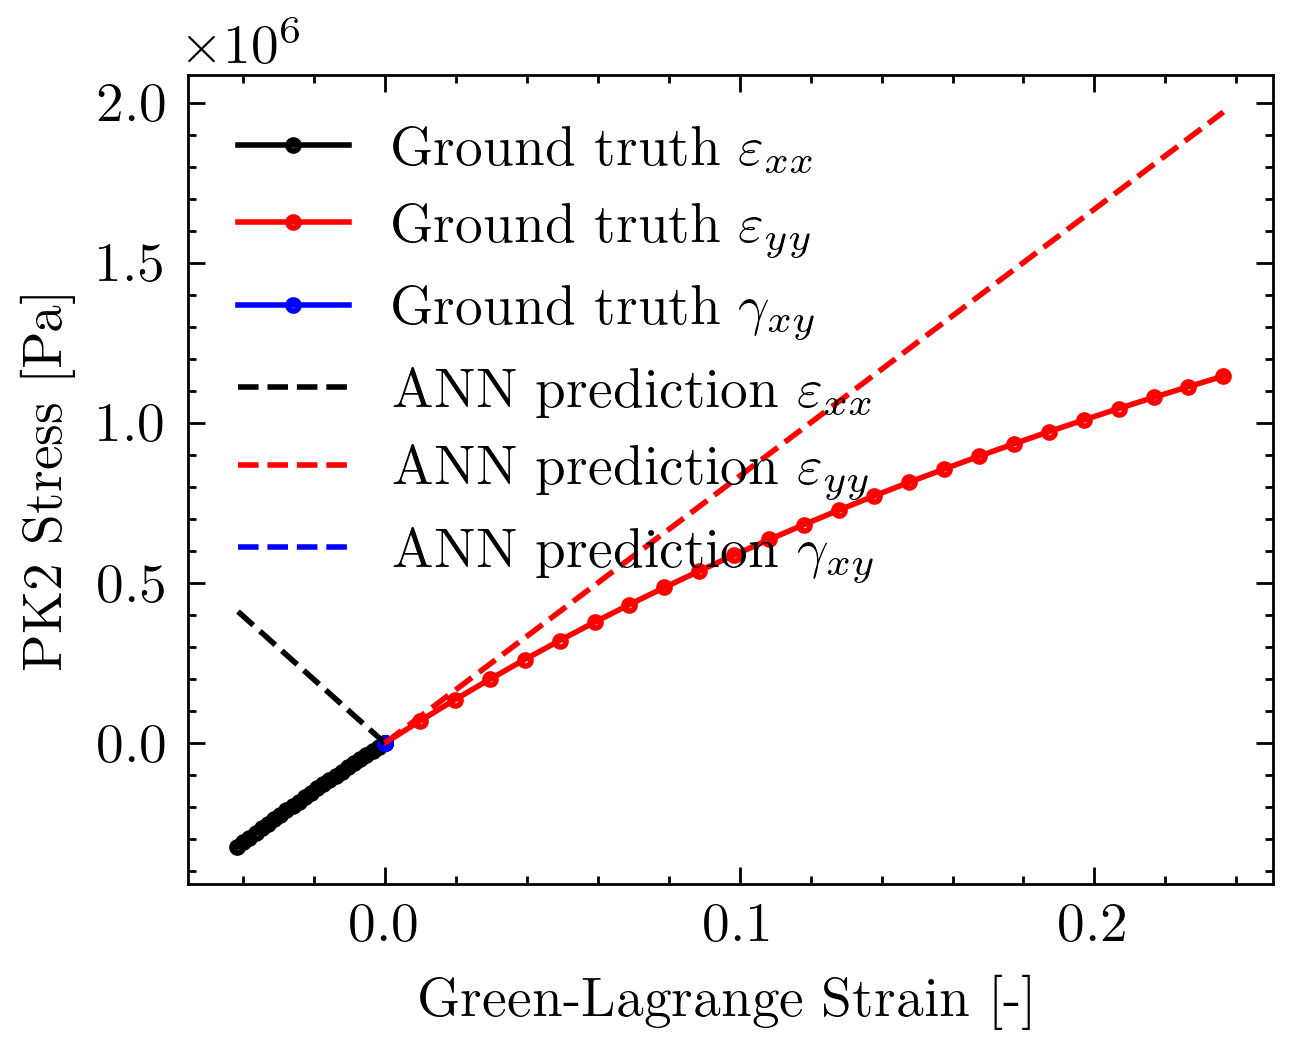 ×10⁶
2.0
1.5
1.0
0.5
0.0
PK2 Stress [Pa]
Ground truth εxx
Ground truth εyy
Ground truth γxy
ANN prediction εxx
ANN prediction εyy
ANN prediction γxy
0.0 0.1 0.2
Green-Lagrange Strain [-]